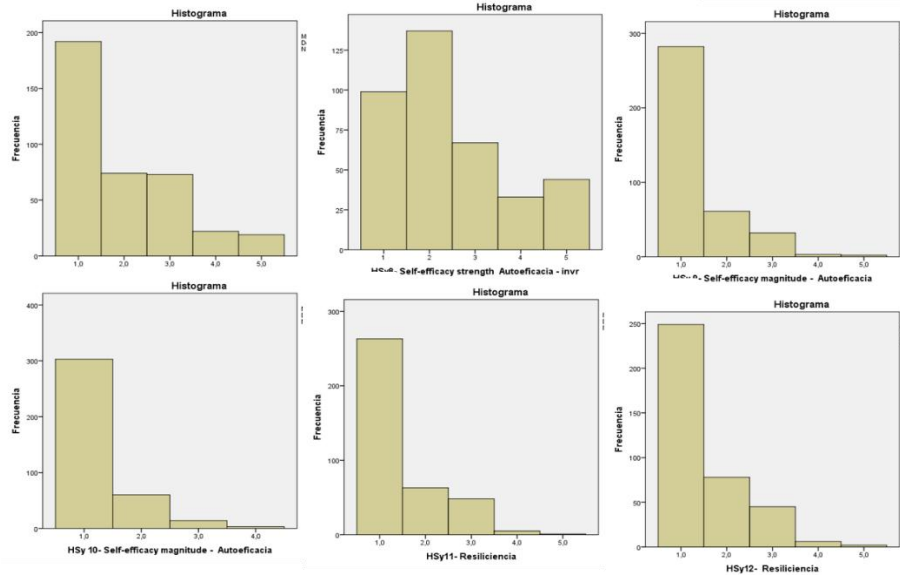 Histograma
Frecuencia
200
150
100
50
0
1,0 2,0 3,0 4,0 5,0
M
D
N
Histograma
Frecuencia
125
100
75
50
25
0
1 2 3 4 5
Self-efficacy strength Autoeficacia - invr
Histograma
Frecuencia
300
200
100
0
1,0 2,0 3,0 4,0 5,0
Self-efficacy magnitude - Autoeficacia
Histograma
Frecuencia
400
300
200
100
0
1,0 2,0 3,0 4,0
HSy 10- Self-efficacy magnitude - Autoeficacia
Histograma
Frecuencia
300
200
100
0
1,0 2,0 3,0 4,0 5,0
HSy11- Resiliciencia
Histograma
Frecuencia
250
200
150
100
50
0
1,0 2,0 3,0 4,0 5,0
HSy12- Resiliciencia